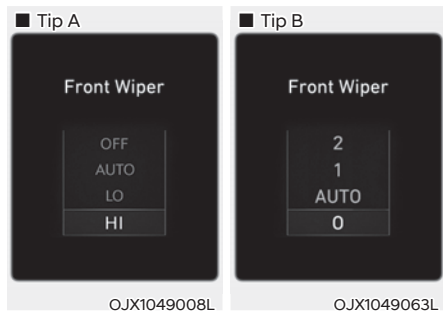 ■ Tip A
Front Wiper
OFF
AUTO
LO
HI
OJX1049008L
■ Tip B
Front Wiper
2
1
AUTO
0
OJX1049063L